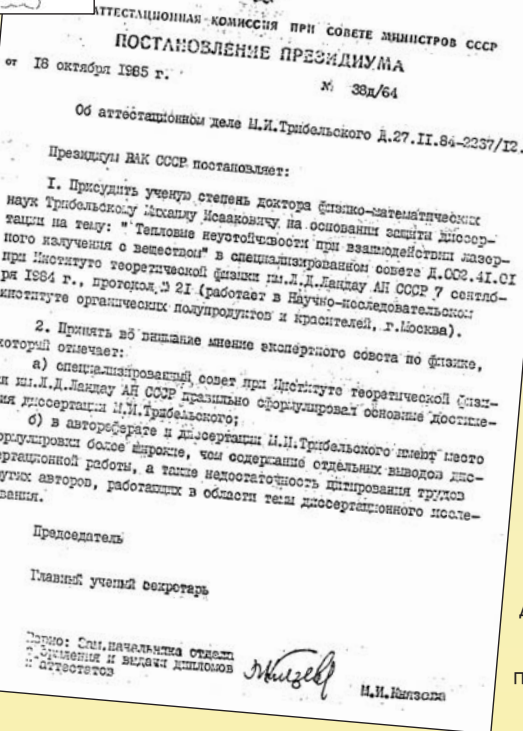 АТТЕСТАЦИОННАЯ КОМИССИЯ ПРИ СОВЕТЕ МИНИСТРОВ СССР
ПОСТАНОВЛЕНИЕ ПРЕЗИДИУМА
от 18 октября 1985 г. № 38д/64
Об аттестационном деле М.И.Трибельского Д.27.II.84-2237/12.
Президиум ВАК СССР постановляет:
I. Присудить ученую степень доктора физико-математических
наук Трибельскому Михаилу Исааковичу на основании защиты диссер-
тации на тему: "Тепловые неустойчивости при взаимодействии лазер-
ного излучения с веществом" в специализированном совете Д.002.41.01
при Институте теоретической физики им.Л.Д.Ландау АН СССР 7 сентяб-
ря 1984 г., протокол № 21 (работает в Научно-исследовательском
институте органических полупродуктов и красителей, г.Москва).
2. Принять во внимание мнение экспертного совета по физике,
который отмечает:
а) специализированный совет при Институте теоретической физи-
ки им.Л.Д.Ландау АН СССР правильно сформулировал основные достиже-
ния диссертации М.И.Трибельского;
б) в автореферате и диссертации М.И.Трибельского имеют место
формулировки более широкие, чем содержание отдельных выводов дис-
сертационной работы, а также недостаточность цитирования трудов
других авторов, работающих в области темы диссертационного иссле-
вания.
Председатель
Главный ученый секретарь
Верно: Зам.начальника отдела
оформления и выдачи дипломов
и аттестатов
М.И.Князева
Д
П